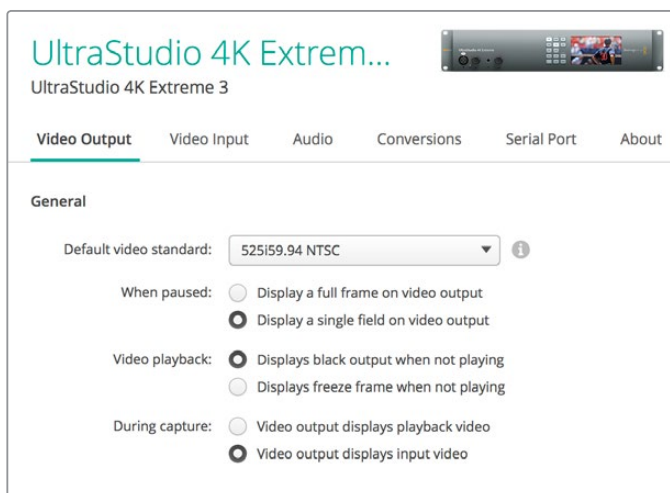 UltraStudio 4K Extrem...
UltraStudio 4K Extreme 3
Video Output Video Input Audio Conversions Serial Port About
General
Default video standard: 525i59.94 NTSC
When paused: Display a full frame on video output
Display a single field on video output
Video playback: Displays black output when not playing
Displays freeze frame when not playing
During capture: Video output displays playback video
Video output displays input video